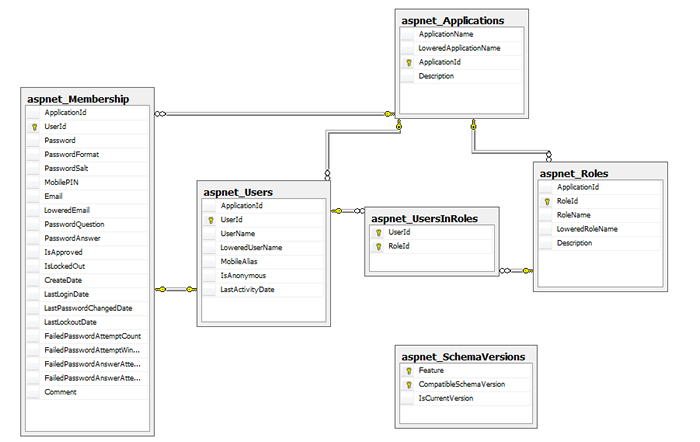 aspnet_Applications
ApplicationName
LoweredApplicationName
ApplicationId
Description
aspnet_Membership
ApplicationId
UserId
Password
PasswordFormat
PasswordSalt
MobilePIN
Email
LoweredEmail
PasswordQuestion
PasswordAnswer
IsApproved
IsLockedOut
CreateDate
LastLoginDate
LastPasswordChangedDate
LastLockoutDate
FailedPasswordAttemptCount
FailedPasswordAttemptWin...
FailedPasswordAnswerAtte...
FailedPasswordAnswerAtte...
Comment
aspnet_Users
ApplicationId
UserId
UserName
LoweredUserName
MobileAlias
IsAnonymous
LastActivityDate
aspnet_UsersInRoles
UserId
RoleId
aspnet_Roles
ApplicationId
RoleId
RoleName
LoweredRoleName
Description
aspnet_SchemaVersions
Feature
CompatibleSchemaVersion
IsCurrentVersion